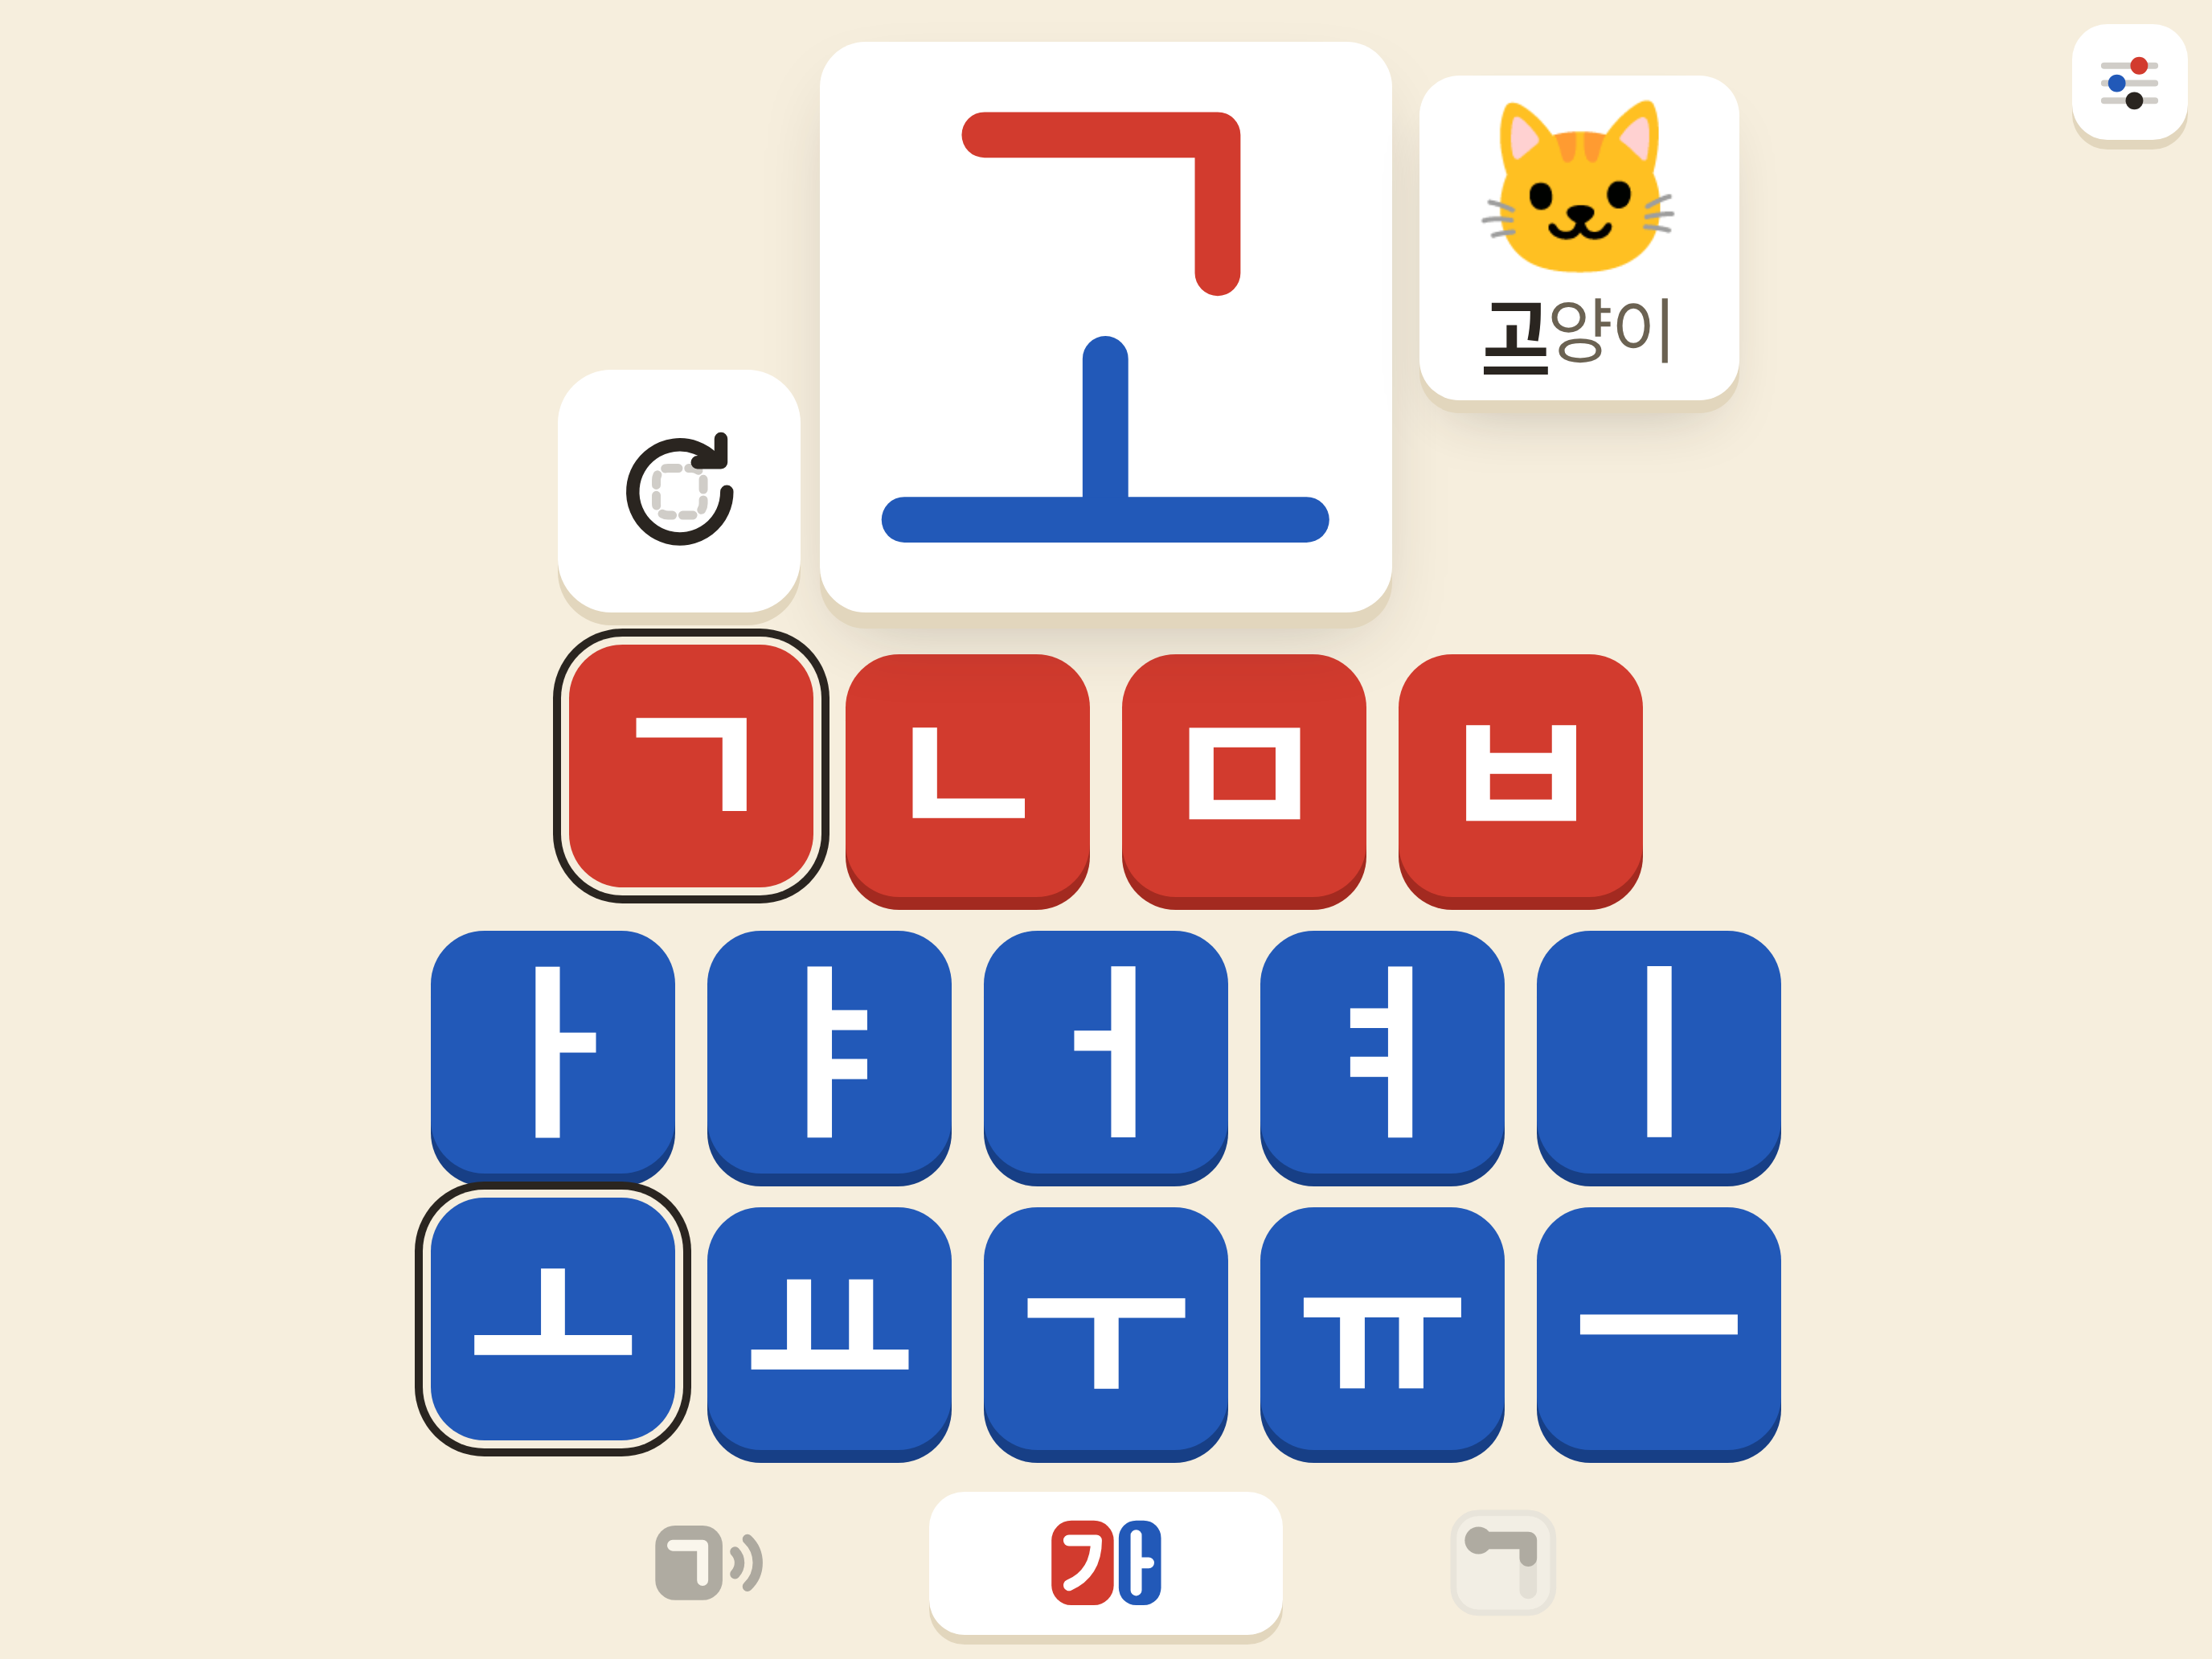 고
고양이
ㄱ ㄴ ㅁ ㅂ
ㅏ ㅑ ㅓ ㅕ ㅣ
ㅗ ㅛ ㅜ ㅠ ㅡ
ㄱ 가 ㄱ